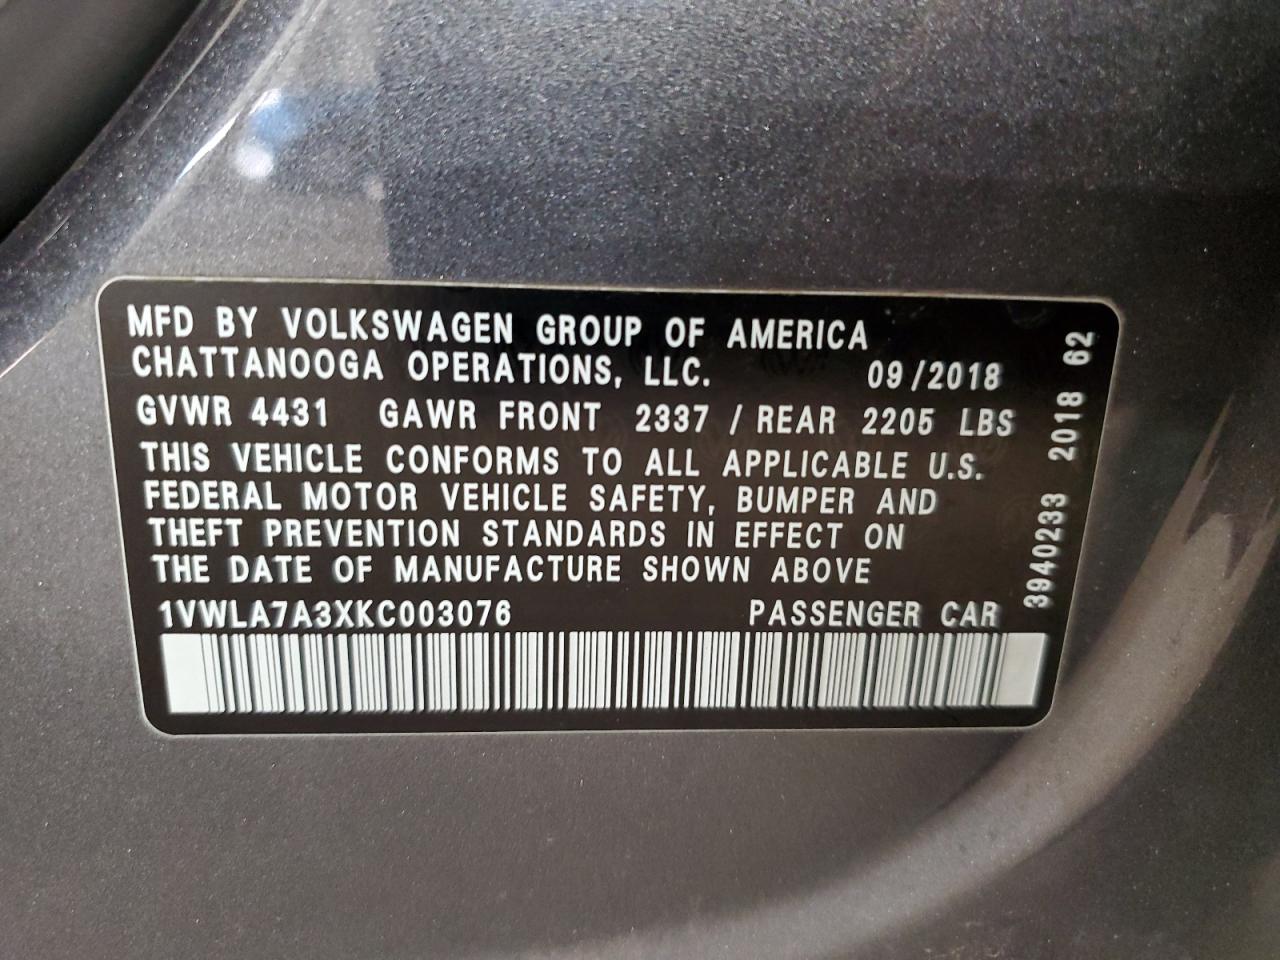 MFD BY VOLKSWAGEN GROUP OF AMERICA
CHATTANOOGA OPERATIONS, LLC. 09/2018
GVWR 4431 GAWR FRONT 2337 / REAR 2205 LBS
THIS VEHICLE CONFORMS TO ALL APPLICABLE U.S.
FEDERAL MOTOR VEHICLE SAFETY, BUMPER AND
THEFT PREVENTION STANDARDS IN EFFECT ON
THE DATE OF MANUFACTURE SHOWN ABOVE
1VWLA7A3XKC003076 PASSENGER CAR
3940233 2018 62